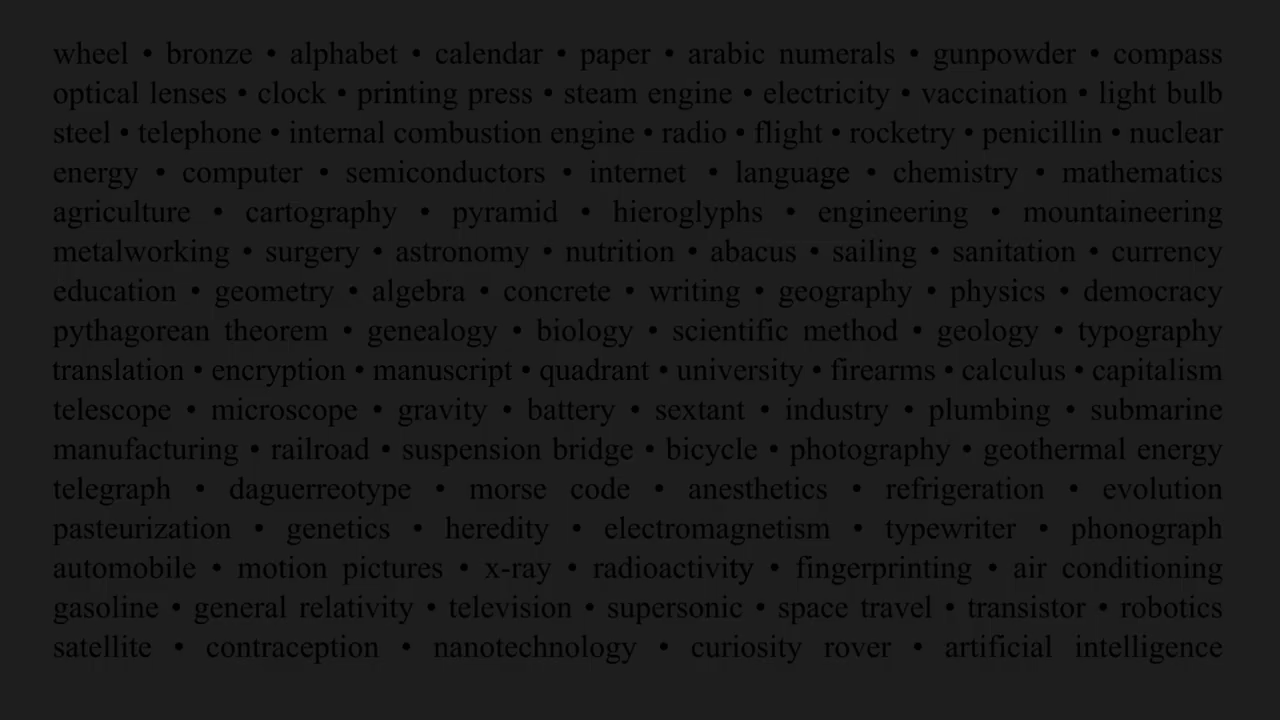 wheel • bronze • alphabet • calendar • paper • arabic numerals • gunpowder • compass
optical lenses • clock • printing press • steam engine • electricity • vaccination • light bulb
steel • telephone • internal combustion engine • radio • flight • rocketry • penicillin • nuclear
energy • computer • semiconductors • internet • language • chemistry • mathematics
agriculture • cartography • pyramid • hieroglyphs • engineering • mountaineering
metalworking • surgery • astronomy • nutrition • abacus • sailing • sanitation • currency
education • geometry • algebra • concrete • writing • geography • physics • democracy
pythagorean theorem • genealogy • biology • scientific method • geology • typography
translation • encryption • manuscript • quadrant • university • firearms • calculus • capitalism
telescope • microscope • gravity • battery • sextant • industry • plumbing • submarine
manufacturing • railroad • suspension bridge • bicycle • photography • geothermal energy
telegraph • daguerreotype • morse code • anesthetics • refrigeration • evolution
pasteurization • genetics • heredity • electromagnetism • typewriter • phonograph
automobile • motion pictures • x-ray • radioactivity • fingerprinting • air conditioning
gasoline • general relativity • television • supersonic • space travel • transistor • robotics
satellite • contraception • nanotechnology • curiosity rover • artificial intelligence